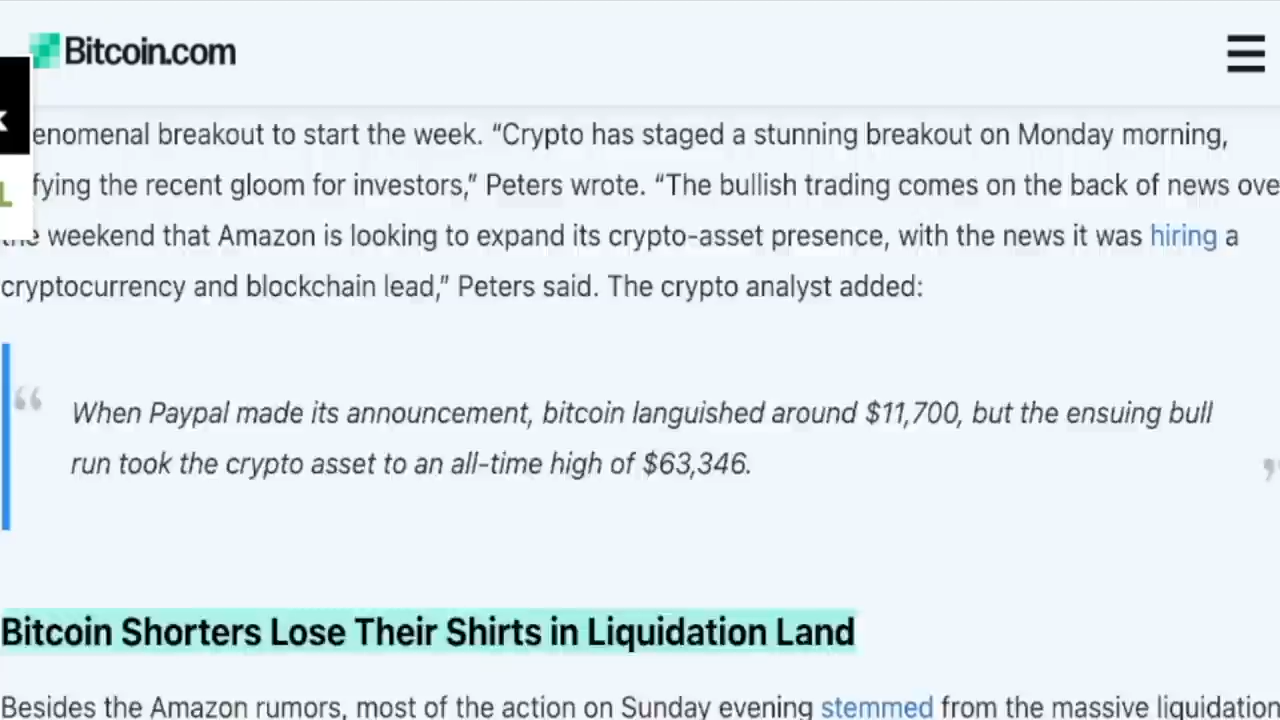 Bitcoin.com
enomenal breakout to start the week. “Crypto has staged a stunning breakout on Monday morning,
fying the recent gloom for investors,” Peters wrote. “The bullish trading comes on the back of news ove
the weekend that Amazon is looking to expand its crypto-asset presence, with the news it was hiring a
cryptocurrency and blockchain lead,” Peters said. The crypto analyst added:
“ When Paypal made its announcement, bitcoin languished around $11,700, but the ensuing bull
run took the crypto asset to an all-time high of $63,346. ”
Bitcoin Shorters Lose Their Shirts in Liquidation Land
Besides the Amazon rumors, most of the action on Sunday evening stemmed from the massive liquidation